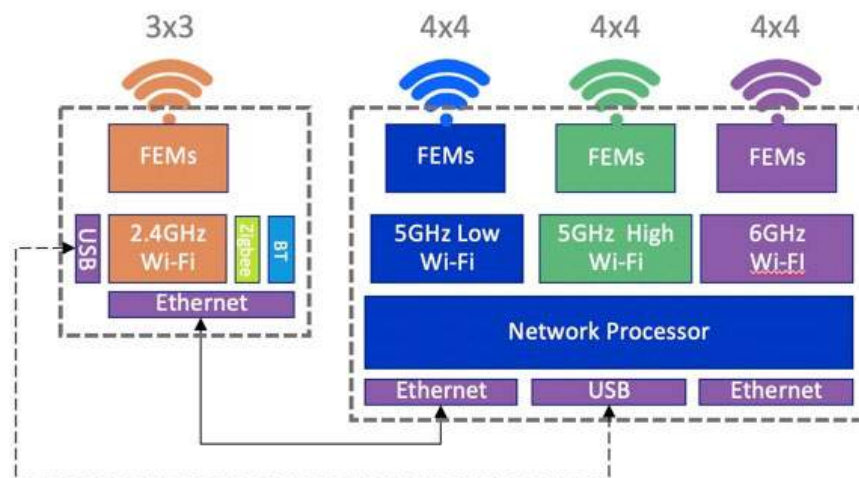 3x3
4x4
4x4
4x4
FEMs
FEMs
FEMs
FEMs
USB
2.4GHz
Wi-Fi
Zigbee
BT
5GHz Low
Wi-Fi
5GHz High
Wi-Fi
6GHz
Wi-FI
Ethernet
Network Processor
Ethernet
USB
Ethernet